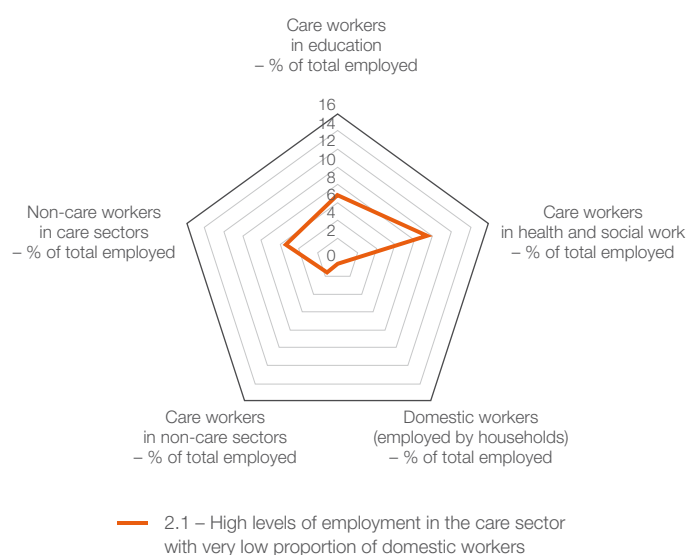 Care workers
in education
– % of total employed
16
14
12
10
8
6
4
2
0
Non-care workers
in care sectors
– % of total employed
Care workers
in health and social work
– % of total employed
Care workers
in non-care sectors
– % of total employed
Domestic workers
(employed by households)
– % of total employed
2.1 – High levels of employment in the care sector
with very low proportion of domestic workers